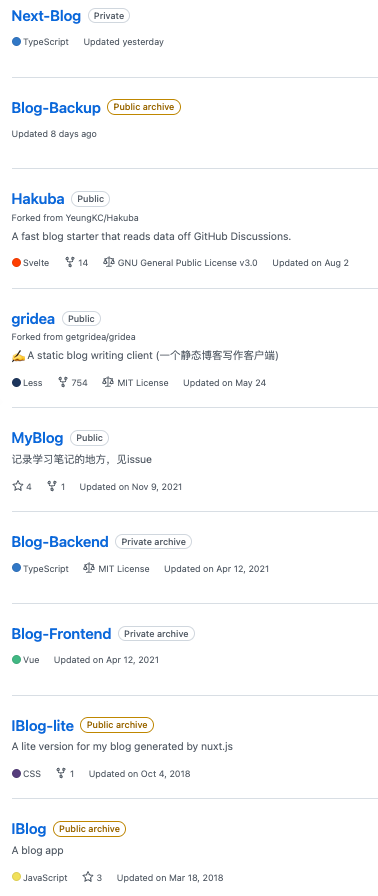 Next-Blog Private
TypeScript Updated yesterday
Blog-Backup Public archive
Updated 8 days ago
Hakuba Public
Forked from YeungKC/Hakuba
A fast blog starter that reads data off GitHub Discussions.
Svelte 14 GNU General Public License v3.0 Updated on Aug 2
gridea Public
Forked from getgridea/gridea
✍️ A static blog writing client (一个静态博客写作客户端)
Less 754 MIT License Updated on May 24
MyBlog Public
记录学习笔记的地方，见issue
4 1 Updated on Nov 9, 2021
Blog-Backend Private archive
TypeScript MIT License Updated on Apr 12, 2021
Blog-Frontend Private archive
Vue Updated on Apr 12, 2021
IBlog-lite Public archive
A lite version for my blog generated by nuxt.js
CSS 1 Updated on Oct 4, 2018
IBlog Public archive
A blog app
JavaScript 3 Updated on Mar 18, 2018